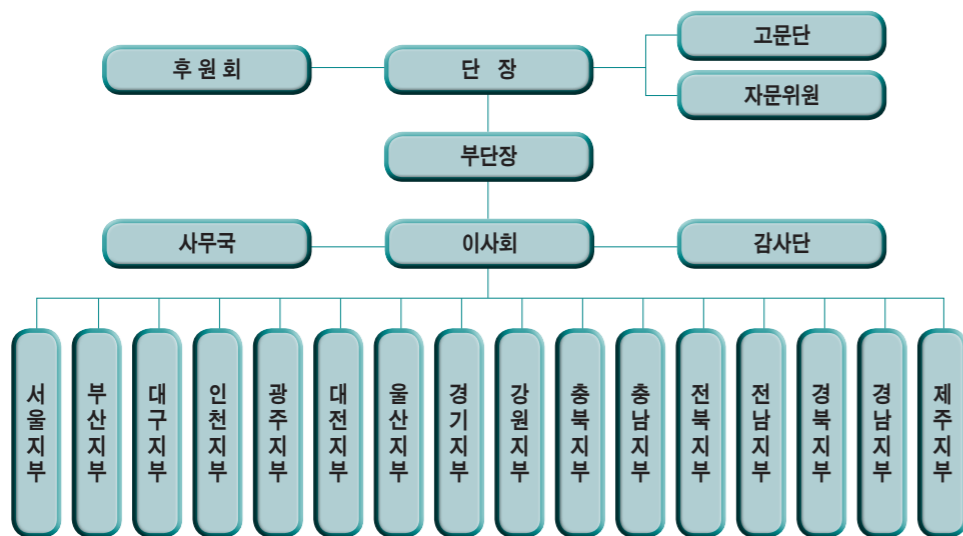 고문단
후 원 회
단 장
자문위원
부단장
사무국
이사회
감사단
서울지부
부산지부
대구지부
인천지부
광주지부
대전지부
울산지부
경기지부
강원지부
충북지부
충남지부
전북지부
전남지부
경북지부
경남지부
제주지부